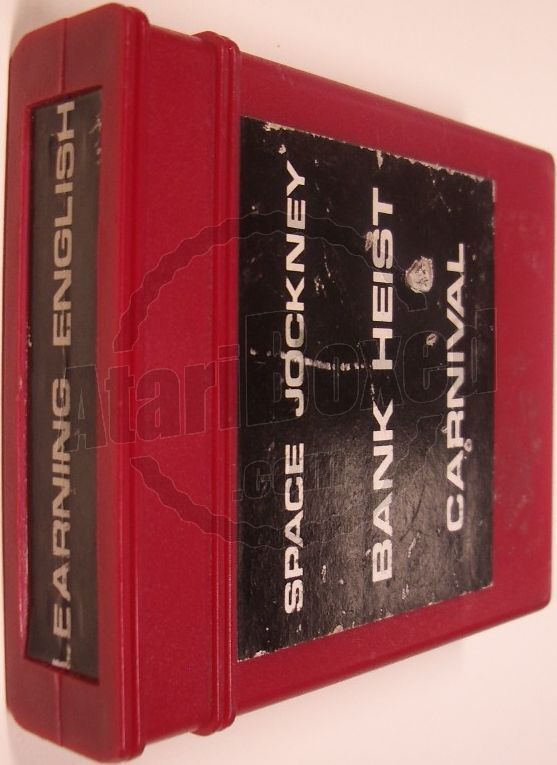 LEARNING ENGLISH
SPACE JOCKNEY
BANK HEIST
CARNIVAL
AtariBoxed
.com